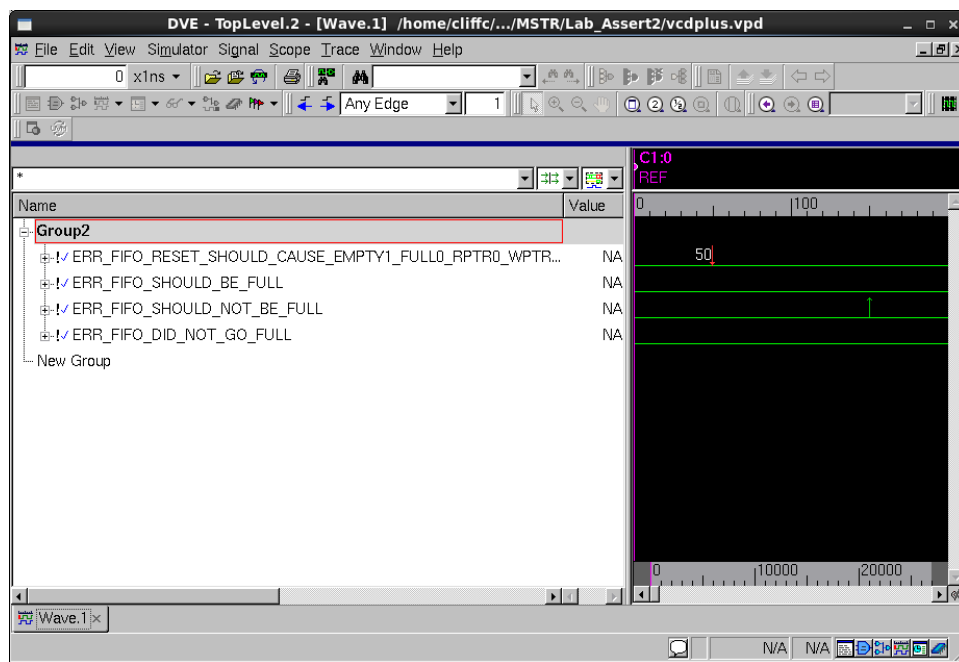 DVE - TopLevel.2 - [Wave.1] /home/cliffc/.../MSTR/Lab_Assert2/vcdplus.vpd
File Edit View Simulator Signal Scope Trace Window Help
0 x1ns
Any Edge 1
C1:0
REF
*
Name Value
0 100
Group2
ERR_FIFO_RESET_SHOULD_CAUSE_EMPTY1_FULL0_RPTR0_WPTR... NA 50
ERR_FIFO_SHOULD_BE_FULL NA
ERR_FIFO_SHOULD_NOT_BE_FULL NA
ERR_FIFO_DID_NOT_GO_FULL NA
New Group
0 10000 20000
Wave.1
N/A N/A